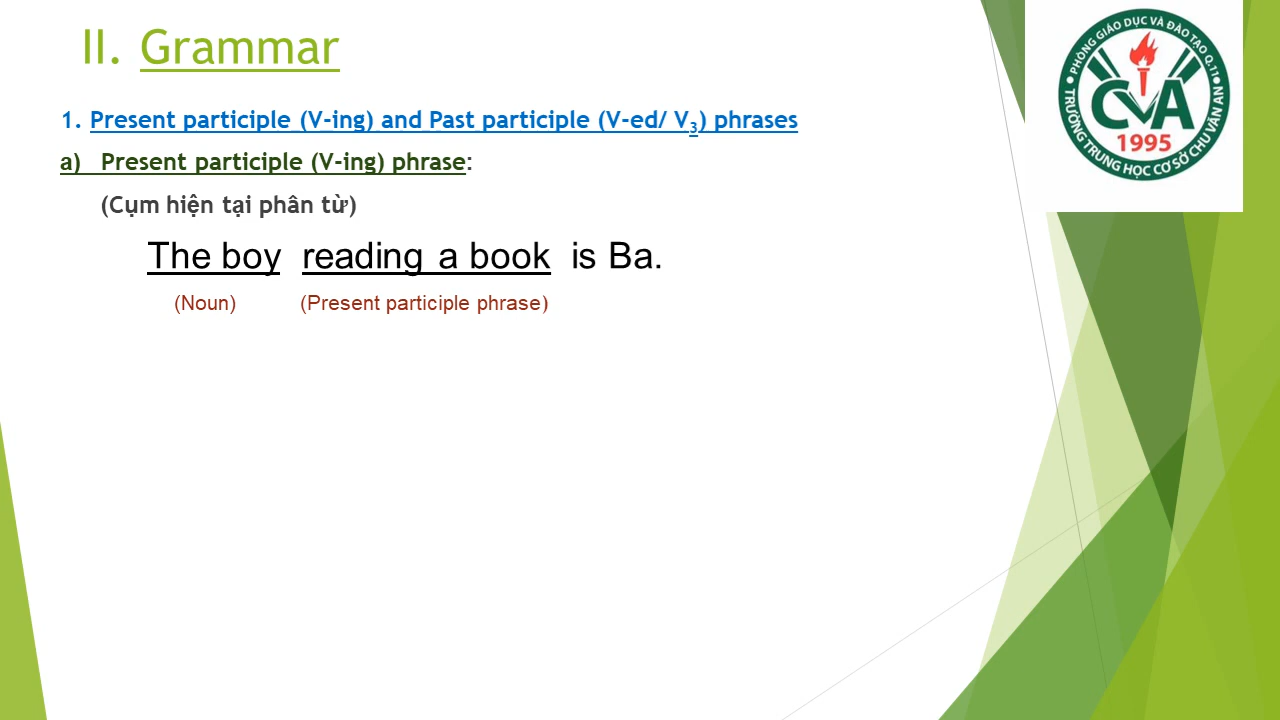 II. Grammar
1. Present participle (V-ing) and Past participle (V-ed/ V3) phrases
a) Present participle (V-ing) phrase:
(Cụm hiện tại phân từ)
The boy reading a book is Ba.
(Noun) (Present participle phrase)
PHÒNG GIÁO DỤC VÀ ĐÀO TẠO Q.11
CVA
1995
TRƯỜNG TRUNG HỌC CƠ SỞ CHU VĂN AN